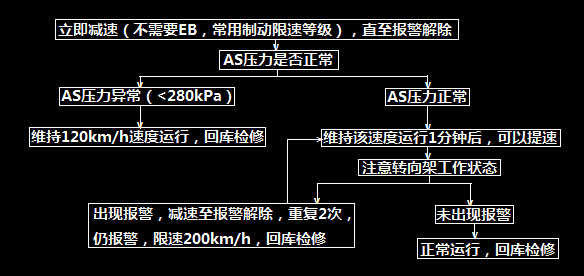 立即减速（不需要EB，常用制动限速等级），直至报警解除
AS压力是否正常
AS压力异常（<280kPa）
AS压力正常
维持120km/h速度运行，回库检修
维持该速度运行1分钟后，可以提速
注意转向架工作状态
出现报警，减速至报警解除，重复2次，
仍报警，限速200km/h，回库检修
未出现报警
正常运行，回库检修